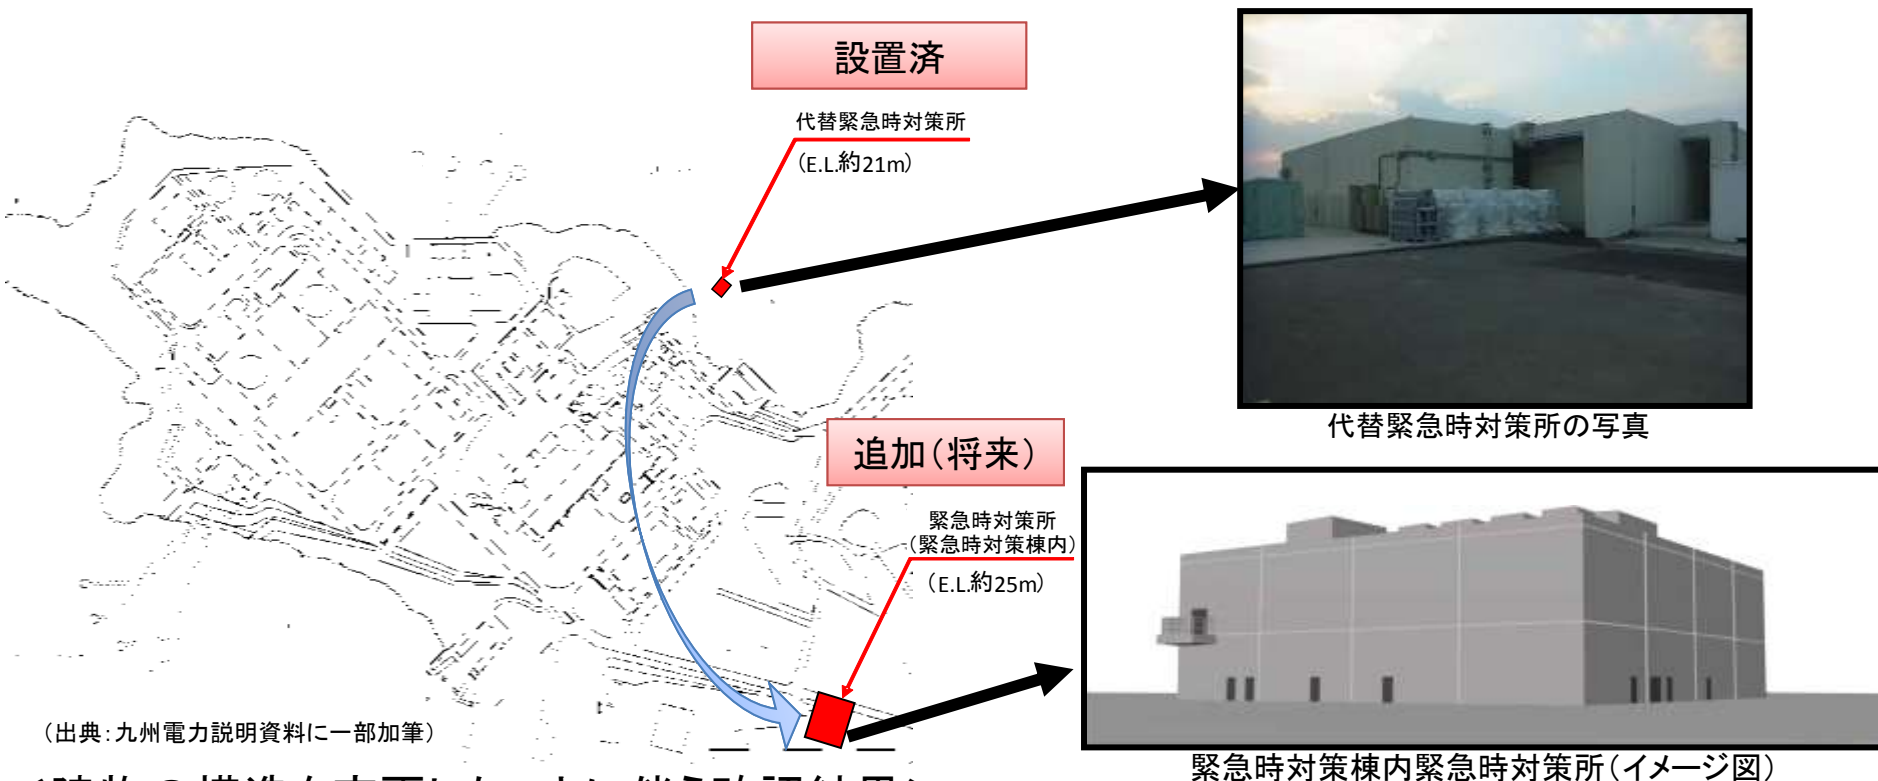 設置済
代替緊急時対策所
(E.L.約21m)
代替緊急時対策所の写真
追加(将来)
緊急時対策所
(緊急時対策棟内)
(E.L.約25m)
(出典:九州電力説明資料に一部加筆)
緊急時対策棟内緊急時対策所(イメージ図)